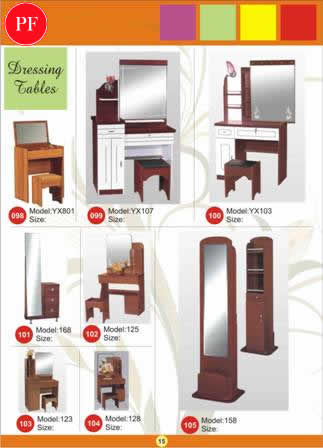 PF
Dressing
Tables
098 Model:YX801
Size:
099 Model:YX107
Size:
100 Model:YX103
Size:
101 Model:168
Size:
102 Model:125
Size:
103 Model:123
Size:
104 Model:128
Size:
105 Model:158
Size:
15